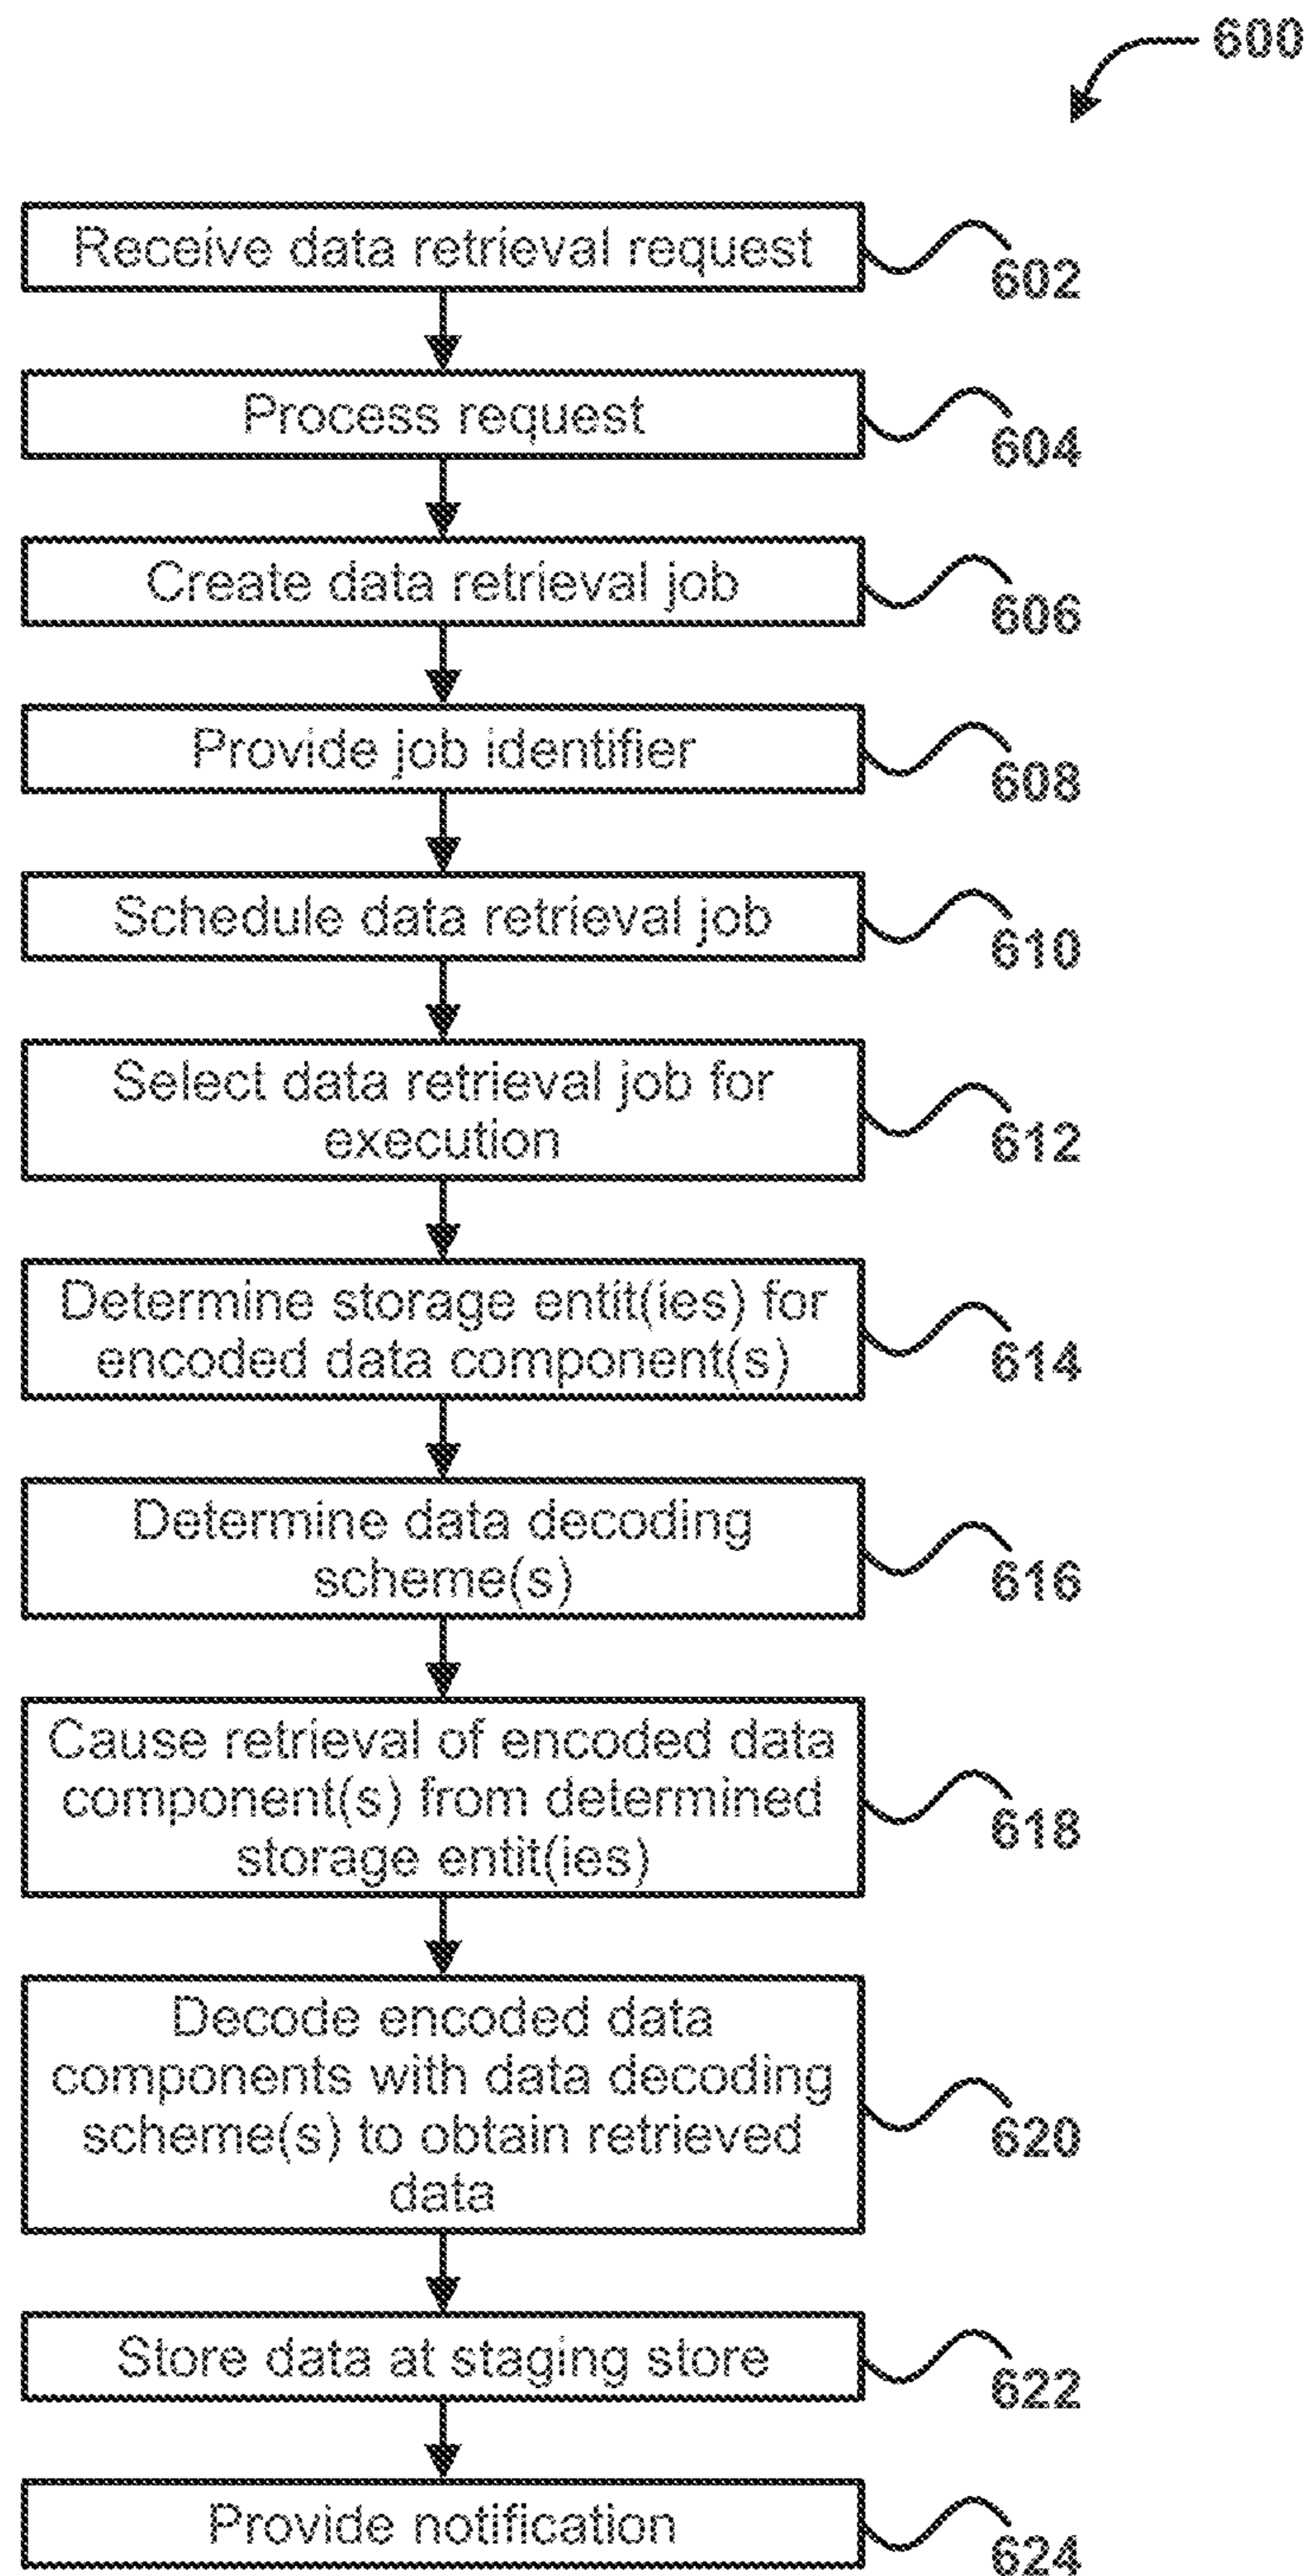 600
Receive data retrieval request
602
Process request
604
Create data retrieval job
606
Provide job identifier
608
Schedule data retrieval job
610
Select data retrieval job for
execution
612
Determine storage entit(ies) for
encoded data component(s)
614
Determine data decoding
scheme(s)
616
Cause retrieval of encoded data
component(s) from determined
storage entit(ies)
618
Decode encoded data
components with data decoding
scheme(s) to obtain retrieved
data
620
Store data at staging store
622
Provide notification
624